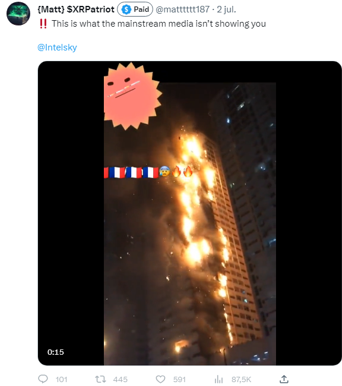 {Matt} $XRPatriot Paid @matttttt187 · 2 jul.
‼️ This is what the mainstream media isn't showing you
@Intelsky
🇫🇷🇫🇷🇫🇷😰🔥🔥
0:15
101 445 591 87,5K